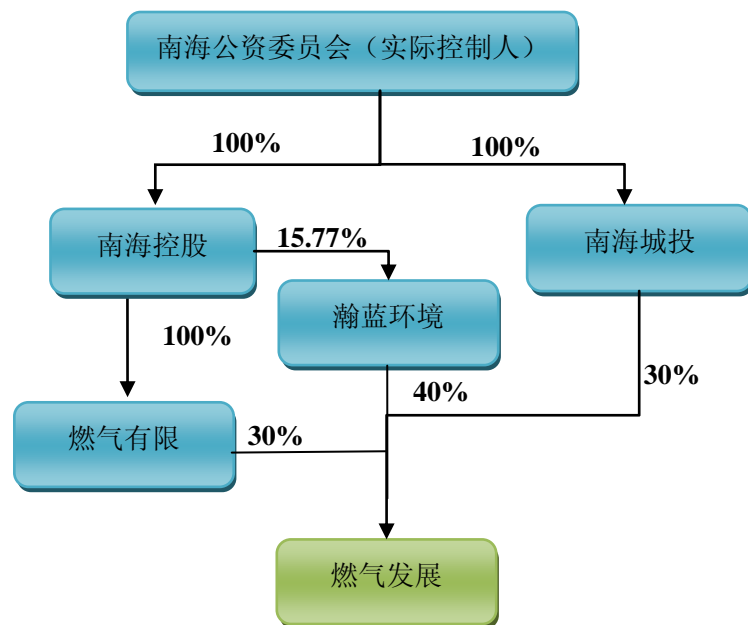 南海公资委员会（实际控制人）
100%
100%
南海控股
15.77%
南海城投
瀚蓝环境
100%
40%
30%
燃气有限
30%
燃气发展